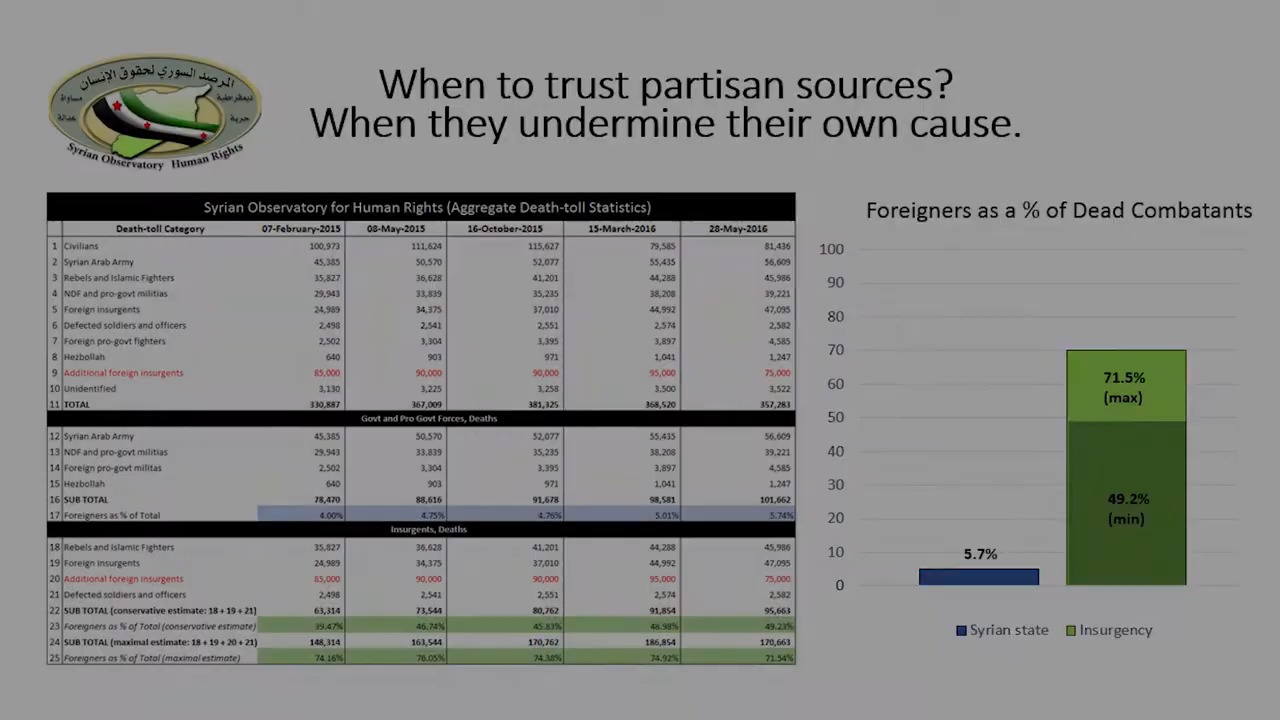 المرصد السوري لحقوق الإنسان
مساواة
ديمقراطية
عدالة
حرية
Syrian Observatory Human Rights
When to trust partisan sources?
When they undermine their own cause.
Syrian Observatory for Human Rights (Aggregate Death-toll Statistics)
Death-toll Category 07-February-2015 08-May-2015 16-October-2015 15-March-2016 28-May-2016
1 Civilians 100,973 111,624 115,627 79,585 81,436
2 Syrian Arab Army 45,385 50,570 52,077 55,435 56,609
3 Rebels and Islamic Fighters 35,827 36,628 41,201 44,288 45,986
4 NDF and pro-govt militias 29,943 33,839 35,235 38,208 39,221
5 Foreign insurgents 24,989 34,375 37,010 44,992 47,095
6 Defected soldiers and officers 2,498 2,541 2,551 2,574 2,582
7 Foreign pro-govt fighters 2,502 3,304 3,395 3,897 4,585
8 Hezbollah 640 903 971 1,041 1,247
9 Additional foreign insurgents 85,000 90,000 90,000 95,000 75,000
10 Unidentified 3,130 3,225 3,258 3,500 3,522
11 TOTAL 330,887 367,009 381,325 368,520 357,283
Govt and Pro Govt Forces, Deaths
12 Syrian Arab Army 45,385 50,570 52,077 55,435 56,609
13 NDF and pro-govt militias 29,943 33,839 35,235 38,208 39,221
14 Foreign pro-govt militas 2,502 3,304 3,395 3,897 4,585
15 Hezbollah 640 903 971 1,041 1,247
16 SUB TOTAL 78,470 88,616 91,678 98,581 101,662
17 Foreigners as % of Total 4.00% 4.75% 4.76% 5.01% 5.74%
Insurgents, Deaths
18 Rebels and Islamic Fighters 35,827 36,628 41,201 44,288 45,986
19 Foreign insurgents 24,989 34,375 37,010 44,992 47,095
20 Additional foreign insurgents 85,000 90,000 90,000 95,000 75,000
21 Defected soldiers and officers 2,498 2,541 2,551 2,574 2,582
22 SUB TOTAL (conservative estimate: 18 + 19 + 21) 63,314 73,544 80,762 91,854 95,663
23 Foreigners as % of Total (conservative estimate) 39.47% 46.74% 45.83% 48.98% 49.23%
24 SUB TOTAL (maximal estimate: 18 + 19 + 20 + 21) 148,314 163,544 170,762 186,854 170,663
25 Foreigners as % of Total (maximal estimate) 74.16% 76.05% 74.38% 74.92% 71.54%
Foreigners as a % of Dead Combatants
100
90
80
70
60
50
40
30
20
10
0
5.7%
71.5%
(max)
49.2%
(min)
Syrian state Insurgency